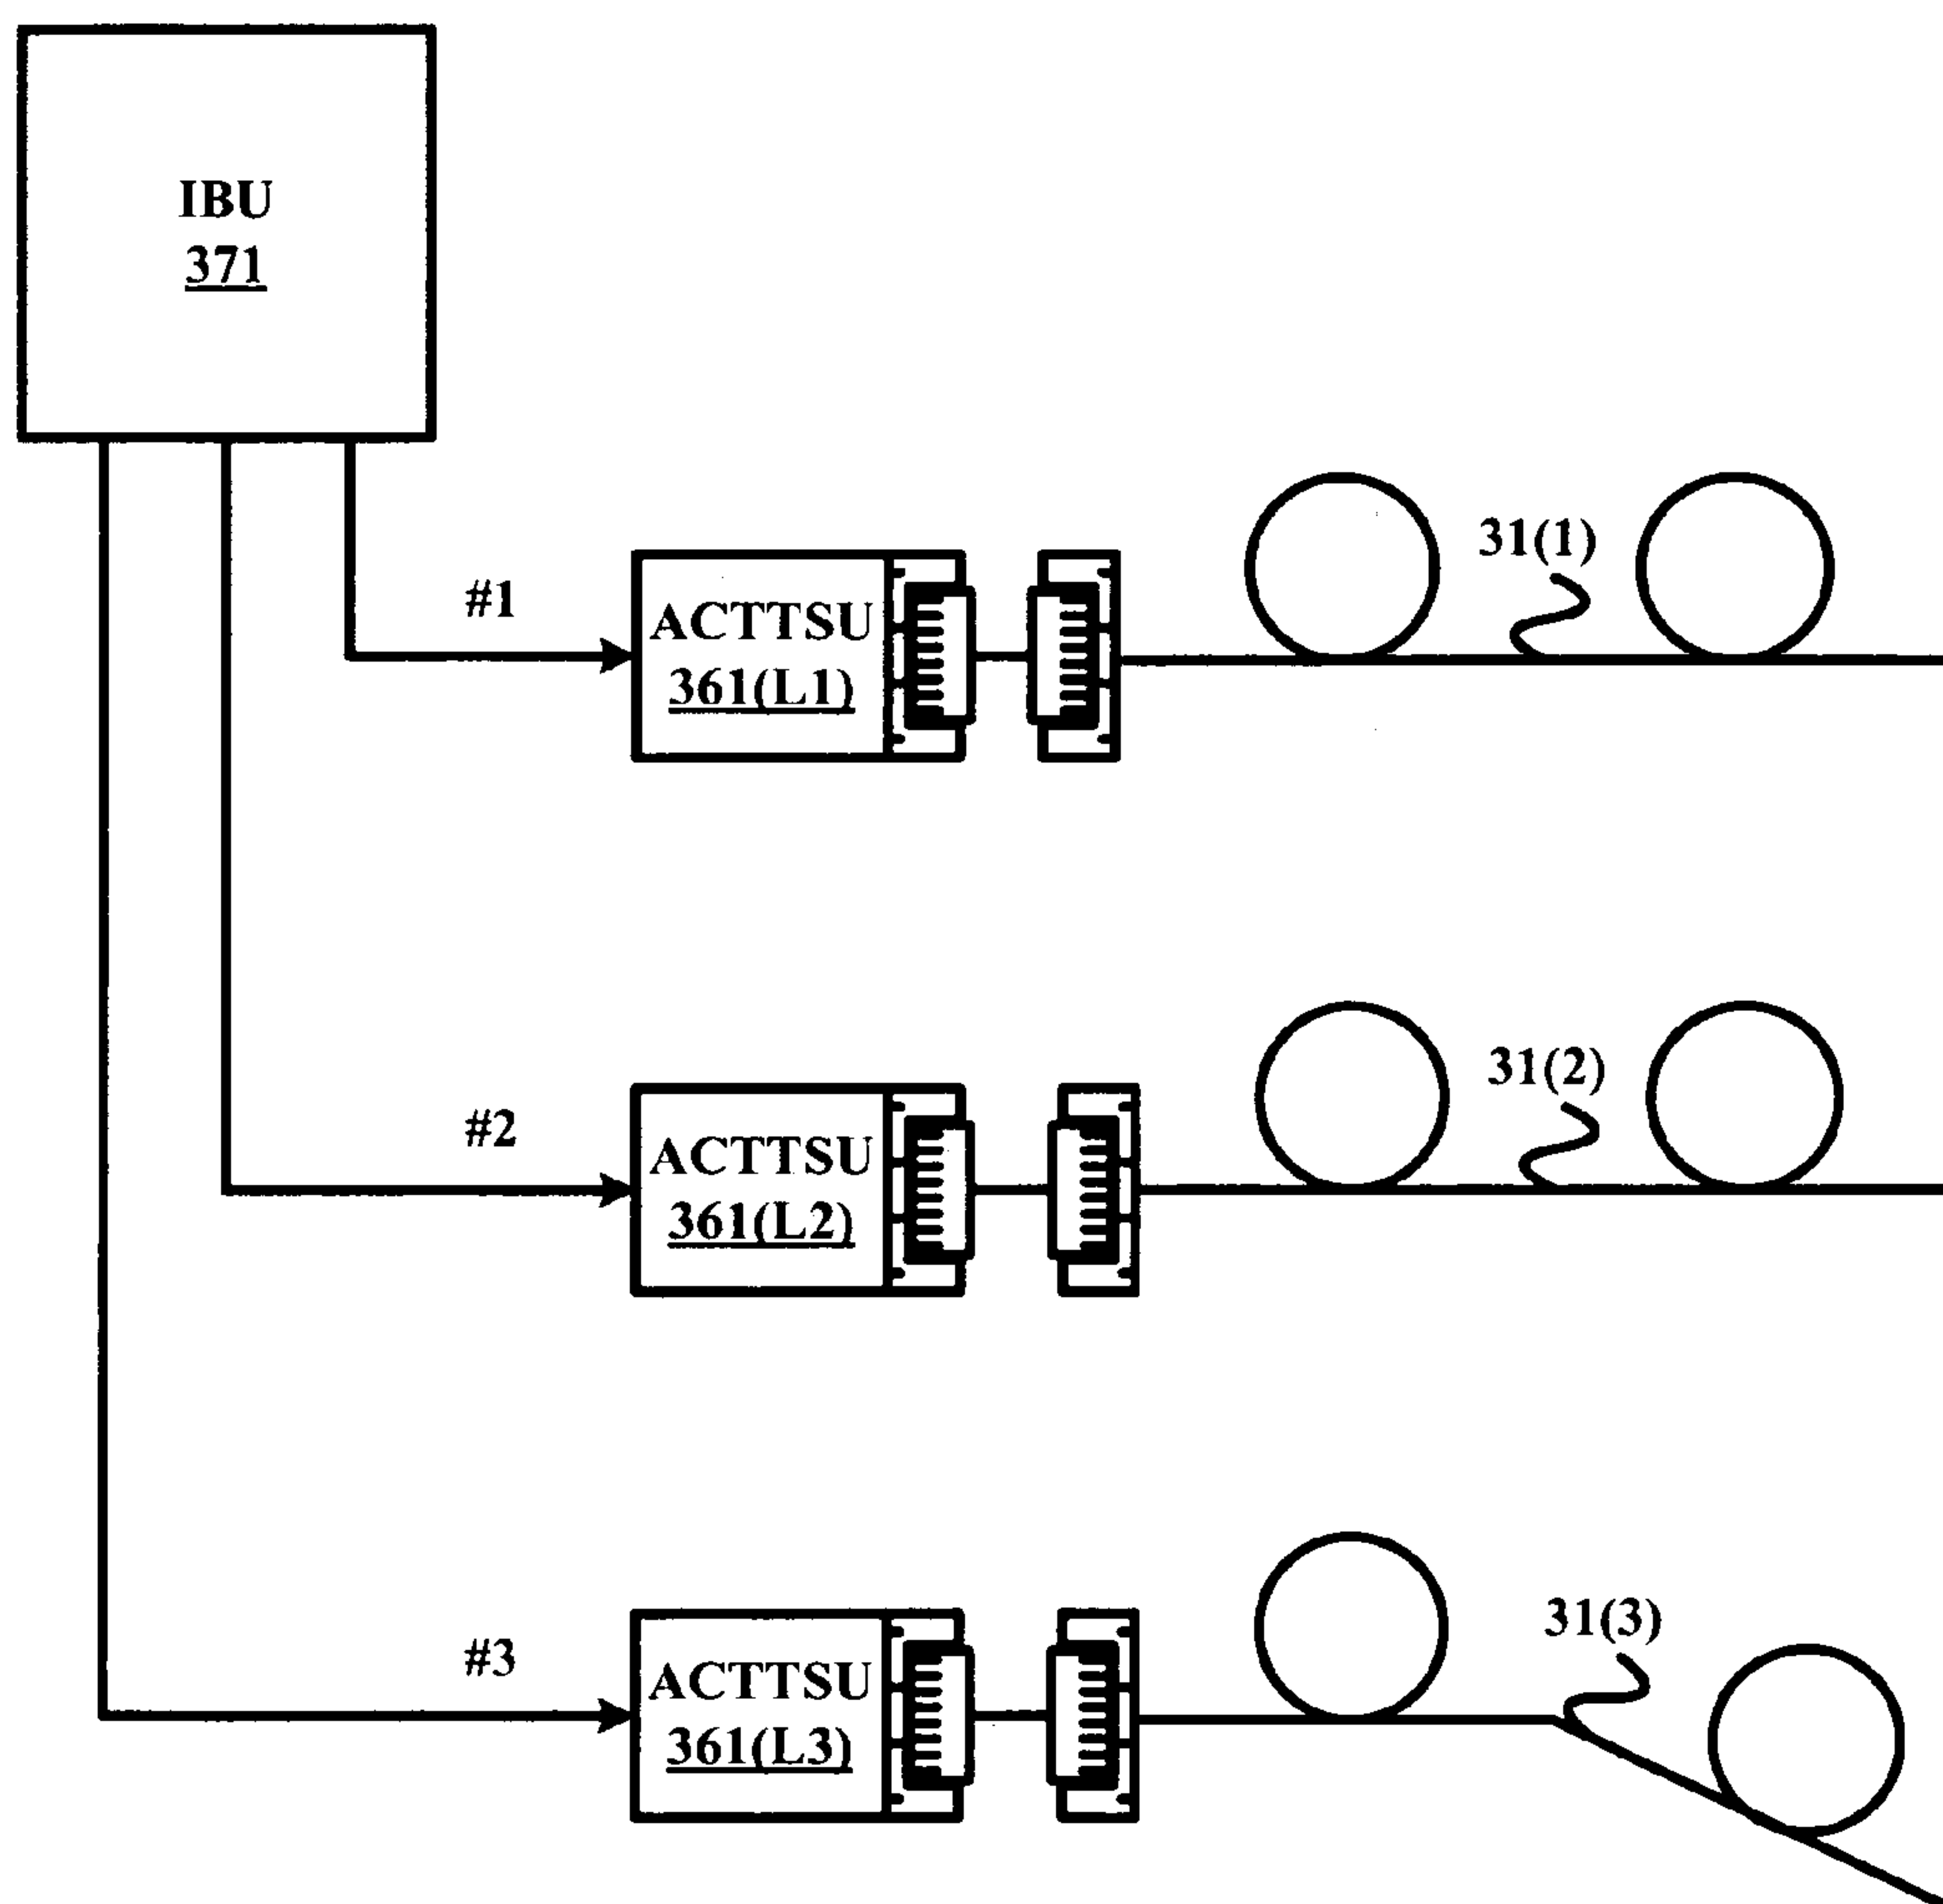 IBU
371
#1
ACTTSU
361(L1)
31(1)
#2
ACTTSU
361(L2)
31(2)
#3
ACTTSU
361(L3)
31(3)